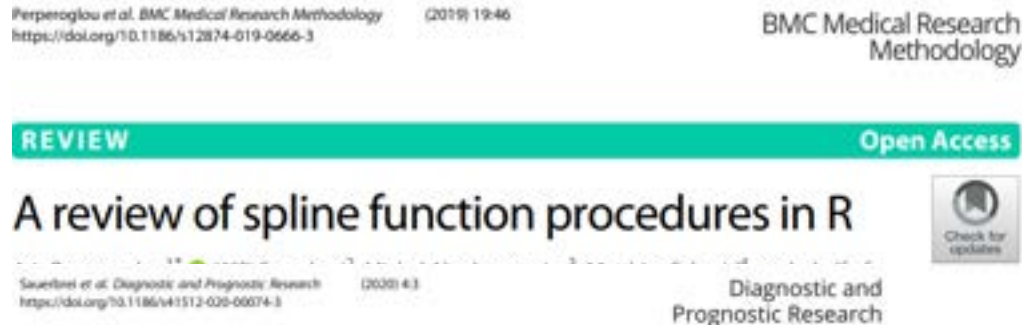 Perperoglou et al. BMC Medical Research Methodology (2019) 19:46
https://doi.org/10.1186/s12874-019-0666-3
BMC Medical Research
Methodology
REVIEW Open Access
A review of spline function procedures in R
Check for
updates
Sauerbrei et al. Diagnostic and Prognostic Research (2020) 4:3
https://doi.org/10.1186/s41512-020-00074-3
Diagnostic and
Prognostic Research